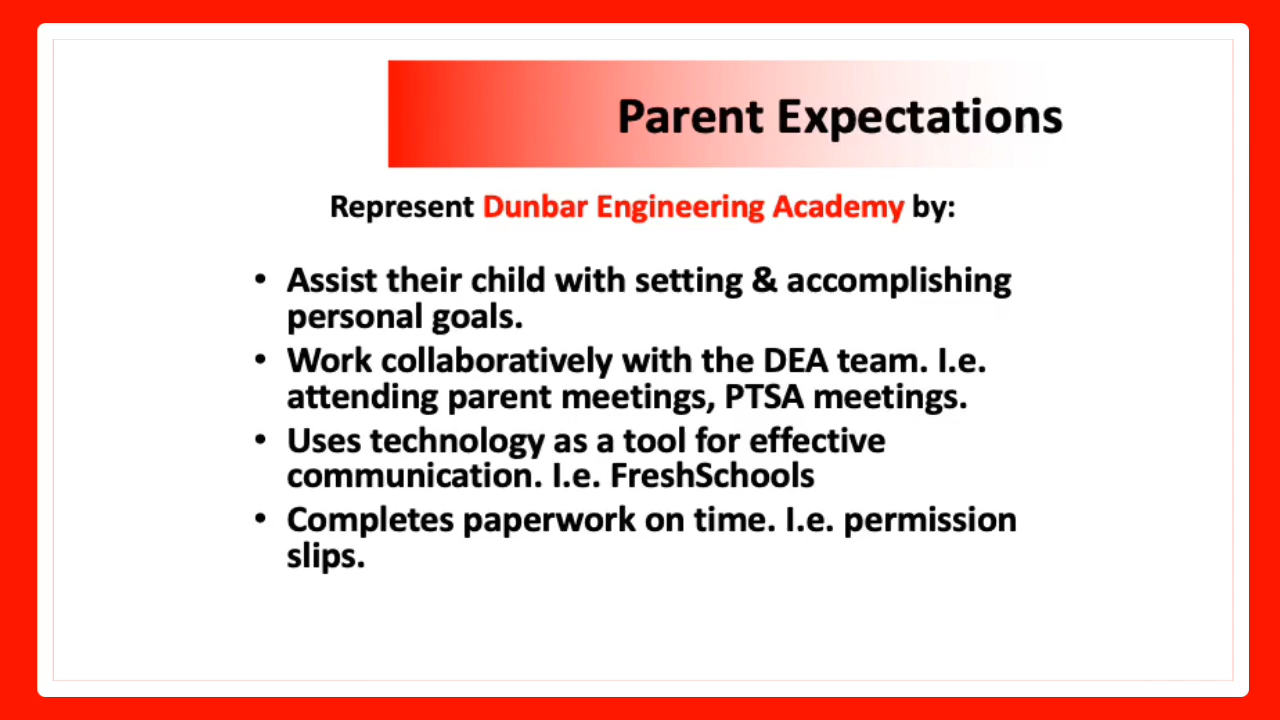 Parent Expectations
Represent Dunbar Engineering Academy by:
• Assist their child with setting & accomplishing
personal goals.
• Work collaboratively with the DEA team. I.e.
attending parent meetings, PTSA meetings.
• Uses technology as a tool for effective
communication. I.e. FreshSchools
• Completes paperwork on time. I.e. permission
slips.